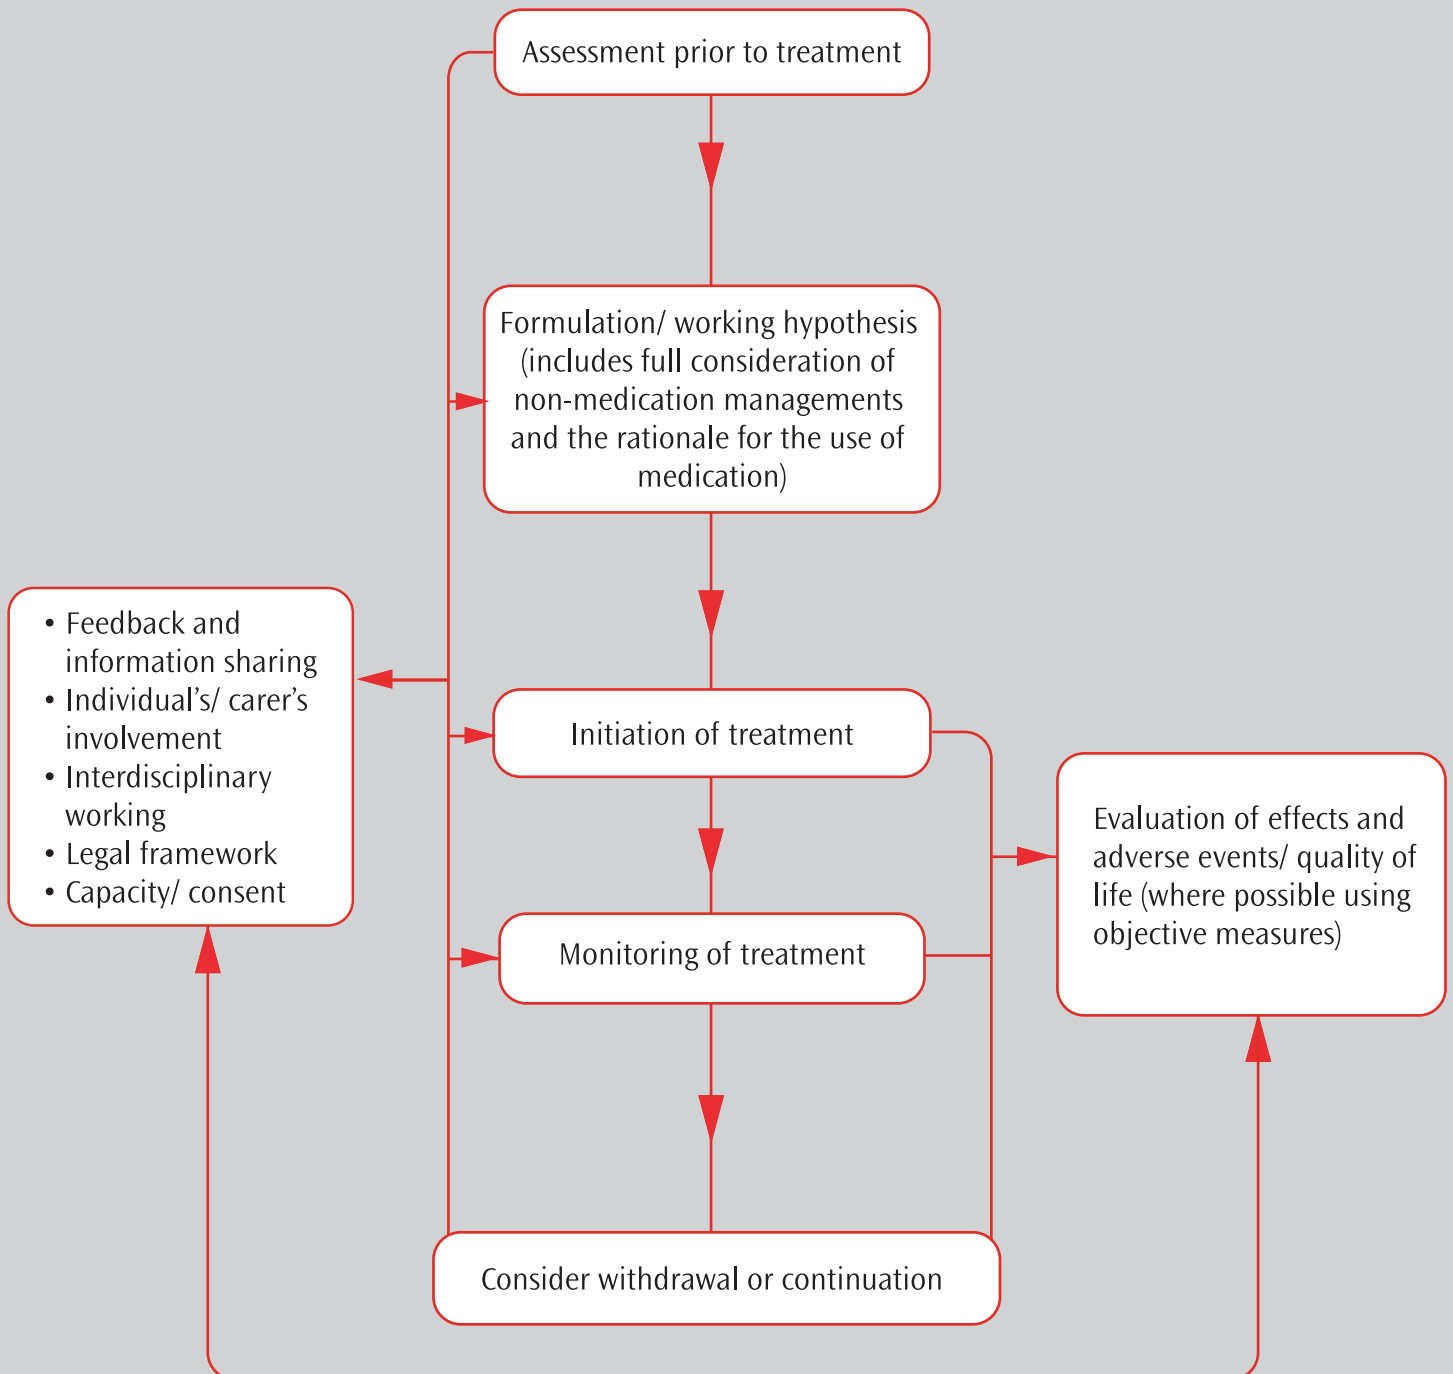 Assessment prior to treatment
Formulation/ working hypothesis
(includes full consideration of
non-medication managements
and the rationale for the use of
medication)
• Feedback and
information sharing
• Individual’s/ carer’s
involvement
• Interdisciplinary
working
• Legal framework
• Capacity/ consent
Initiation of treatment
Monitoring of treatment
Evaluation of effects and
adverse events/ quality of
life (where possible using
objective measures)
Consider withdrawal or continuation